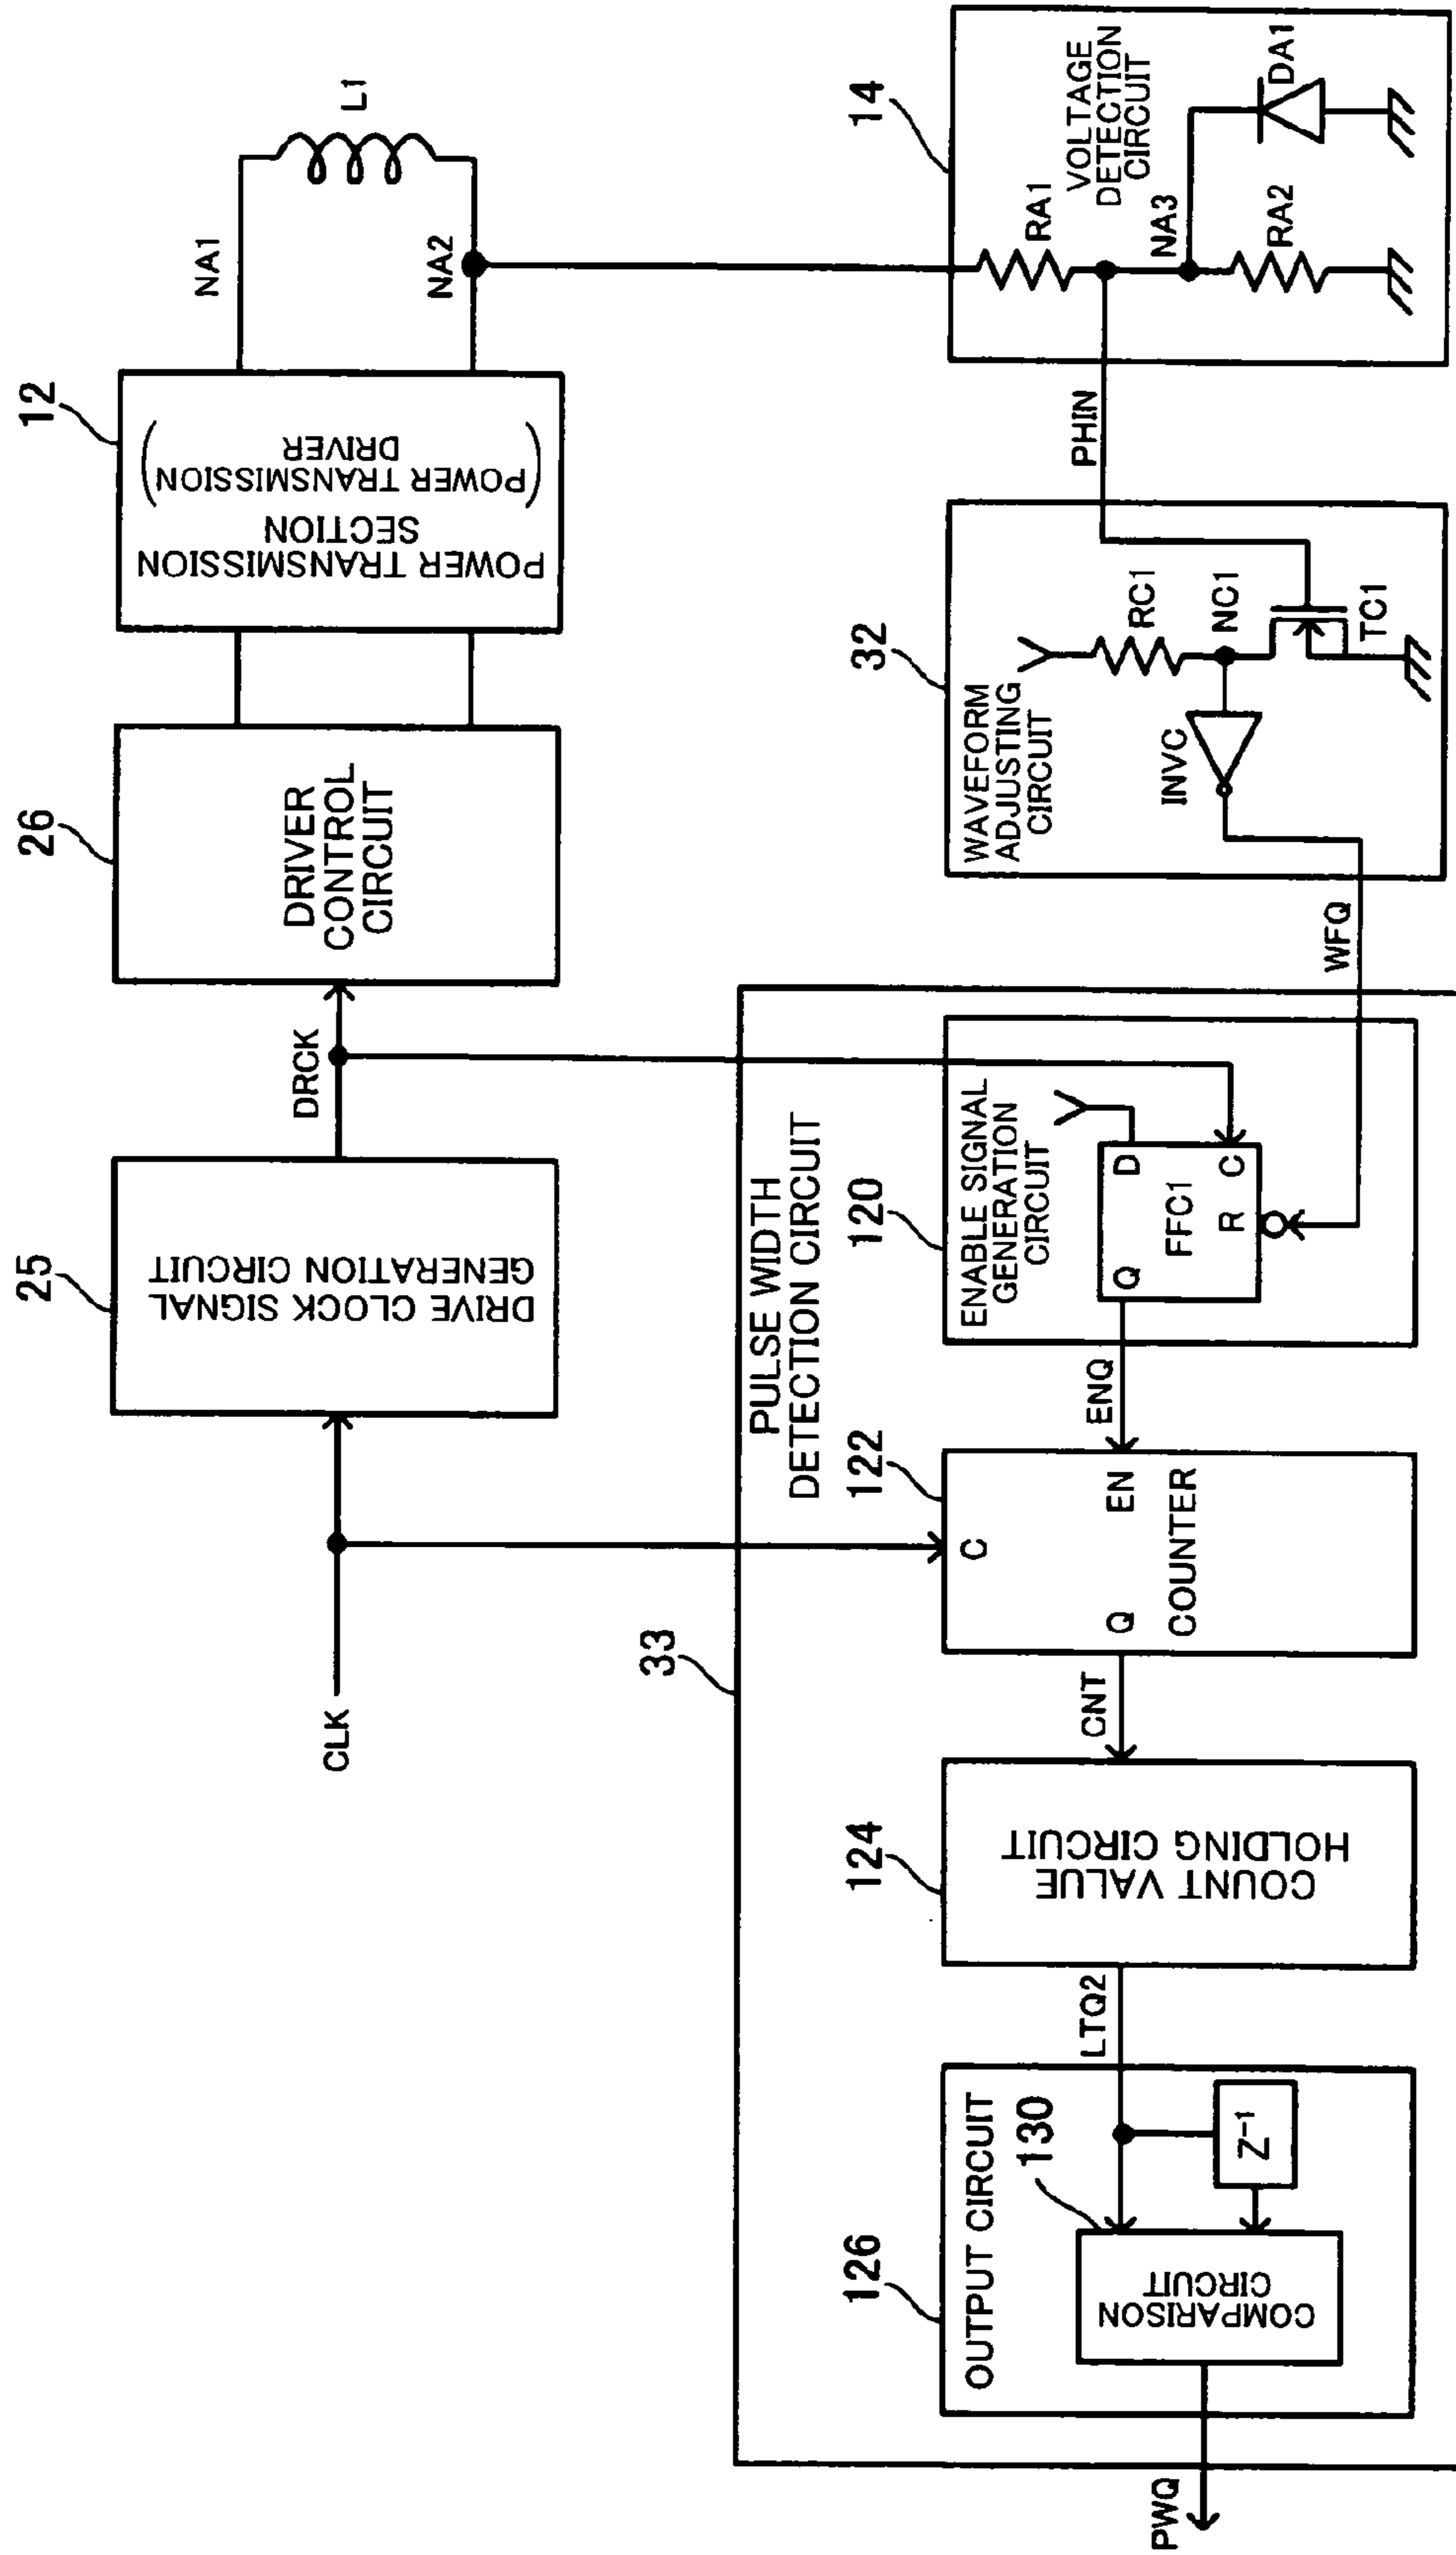 CLK
25
DRIVE CLOCK SIGNAL
GENERATION CIRCUIT
DRCK
26
DRIVER
CONTROL
CIRCUIT
12
POWER TRANSMISSION
SECTION
(POWER TRANSMISSION
DRIVER)
NA1
NA2
L1
33
PULSE WIDTH
DETECTION CIRCUIT
PWQ
126
OUTPUT CIRCUIT
130
COMPARISON
CIRCUIT
Z-1
LTQ2
124
COUNT VALUE
HOLDING CIRCUIT
CNT
122
C
Q
EN
COUNTER
ENQ
120
ENABLE SIGNAL
GENERATION
CIRCUIT
Q
D
FFC1
R
C
WFQ
32
WAVEFORM
ADJUSTING
CIRCUIT
INVC
RC1
NC1
TC1
PHIN
14
VOLTAGE
DETECTION
CIRCUIT
RA1
NA3
RA2
DA1